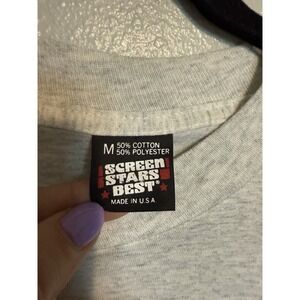 M 50% COTTON
50% POLYESTER
SCREEN
STARS
BEST®
MADE IN U.S.A